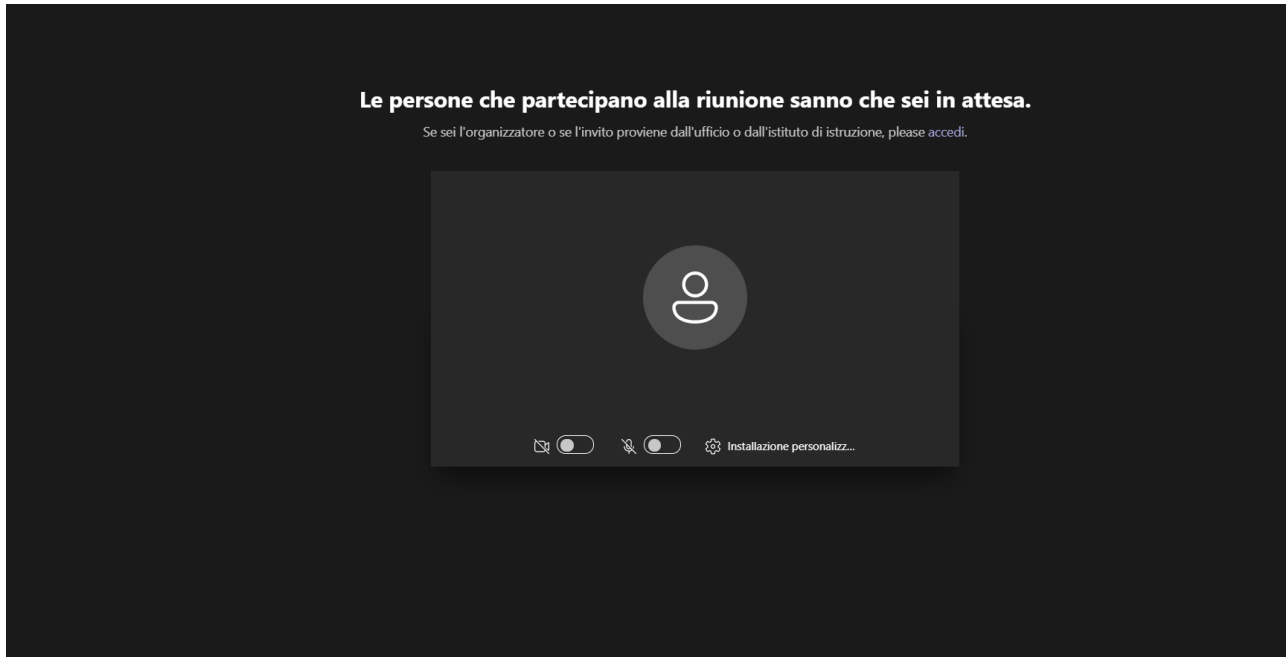 Le persone che partecipano alla riunione sanno che sei in attesa.
Se sei l'organizzatore o se l'invito proviene dall'ufficio o dall'istituto di istruzione, please accedi.
Installazione personalizz...